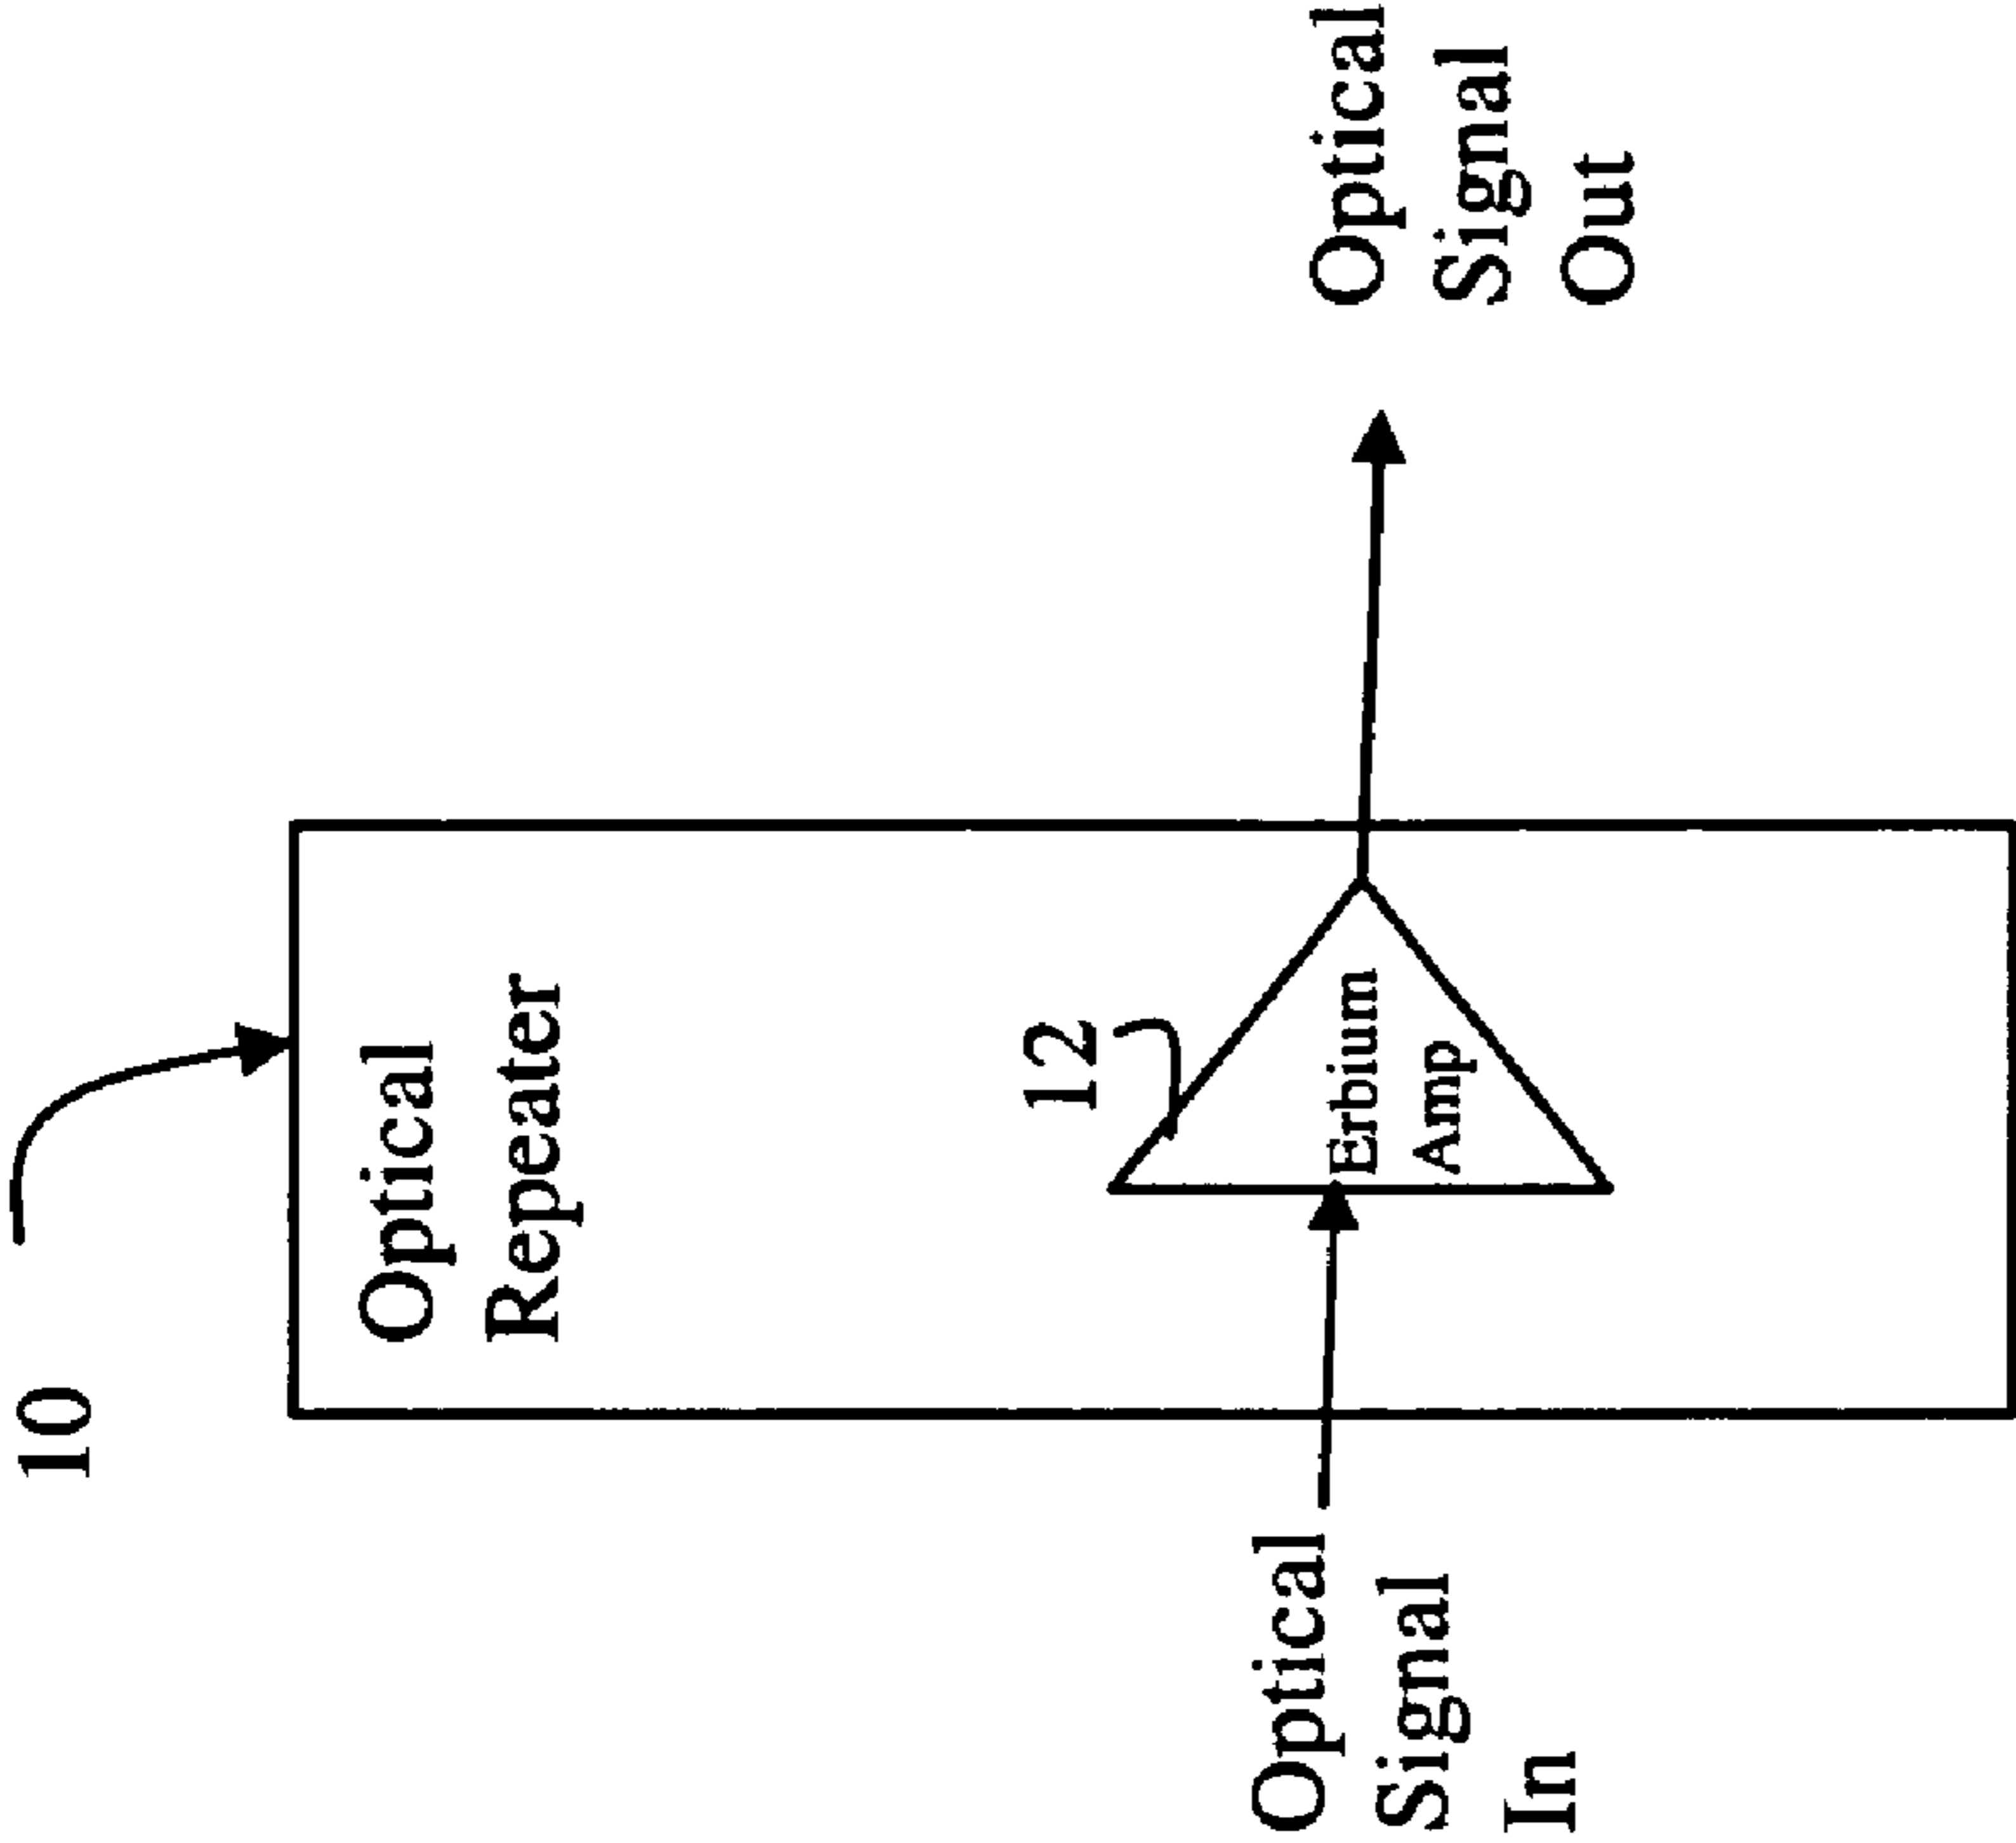 10
Optical
Repeater
12
Erbium
Amp
Optical
Signal
In
Optical
Signal
Out